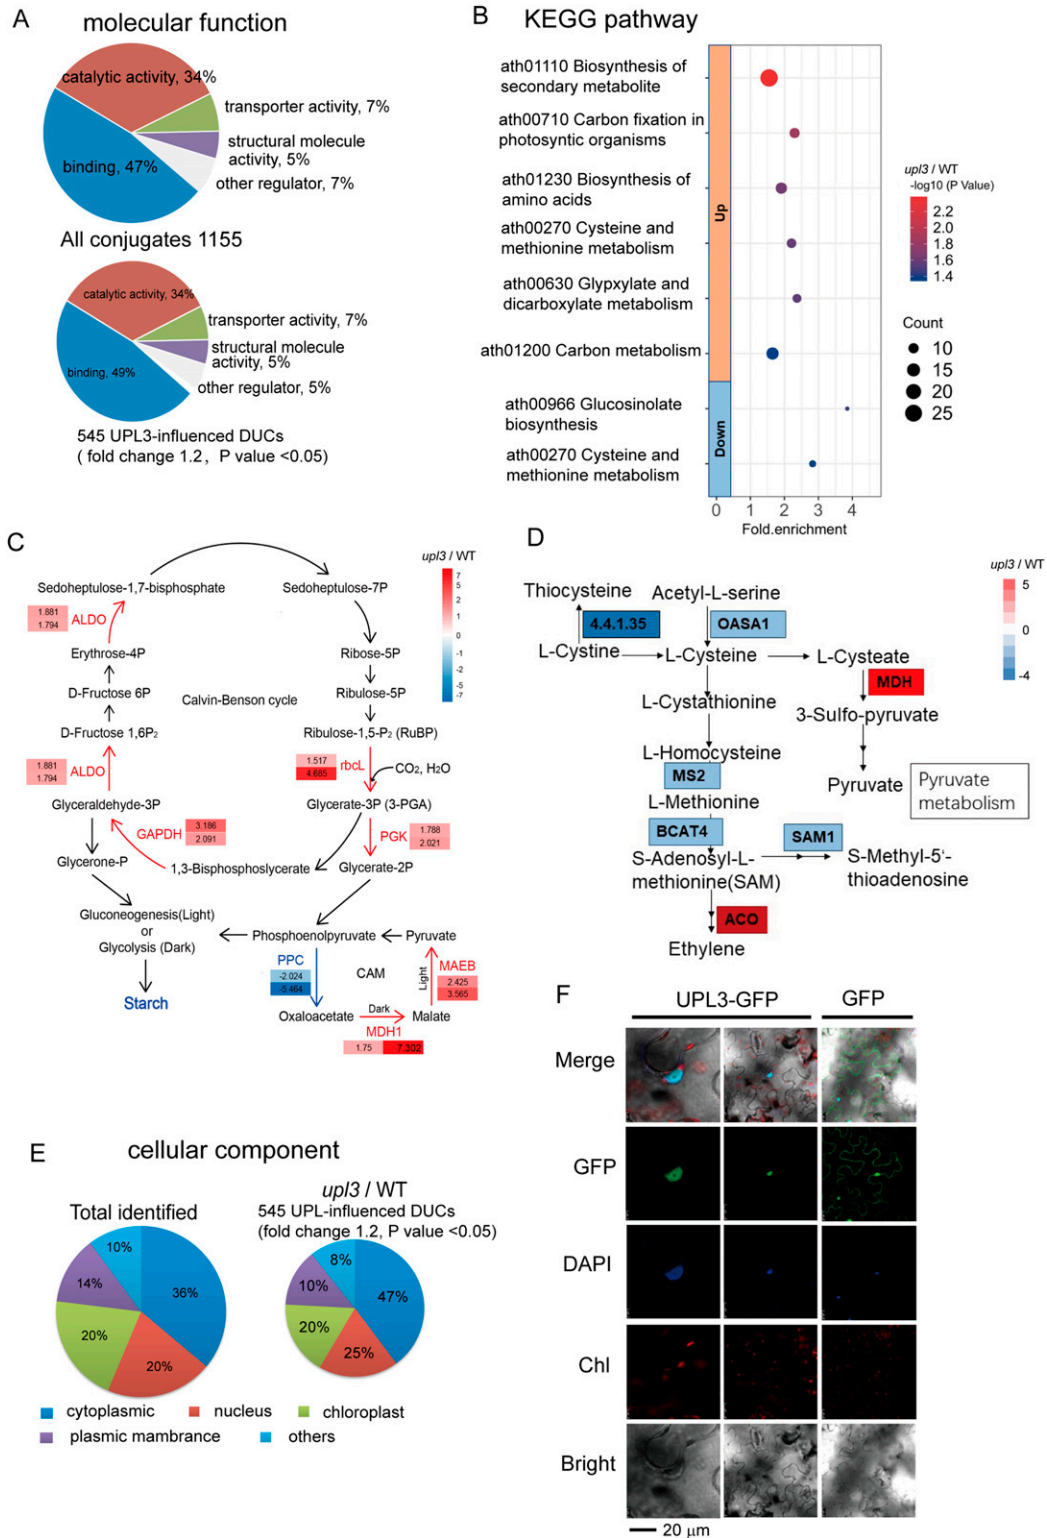 A
molecular function
catalytic activity, 34%
transporter activity, 7%
structural molecule
activity, 5%
binding, 47%
other regulator, 7%
All conjugates 1155
catalytic activity, 34%
transporter activity, 7%
structural molecule
activity, 5%
binding, 49%
other regulator, 5%
545 UPL3-influenced DUCs
( fold change 1.2, P value <0.05)
B
KEGG pathway
ath01110 Biosynthesis of
secondary metabolite
ath00710 Carbon fixation in
photosyntic organisms
ath01230 Biosynthesis of
amino acids
ath00270 Cysteine and
methionine metabolism
ath00630 Glypxylate and
dicarboxylate metabolism
ath01200 Carbon metabolism
ath00966 Glucosinolate
biosynthesis
ath00270 Cysteine and
methionine metabolism
Up
Down
0 1 2 3 4
Fold.enrichment
upl3 / WT
-log10 (P Value)
2.2
2.0
1.8
1.6
1.4
Count
10
15
20
25
C
upl3 / WT
7
5
2
1
0
-1
-2
-5
-7
Sedoheptulose-1,7-bisphosphate
Sedoheptulose-7P
1.881
1.794
ALDO
Erythrose-4P
Ribose-5P
D-Fructose 6P
Calvin-Benson cycle
Ribulose-5P
D-Fructose 1,6P2
Ribulose-1,5-P2 (RuBP)
1.881
1.794
ALDO
1.517
4.685
rbcL
CO2, H2O
Glyceraldehyde-3P
Glycerate-3P (3-PGA)
GAPDH
3.186
2.091
PGK
1.788
2.021
Glycerone-P
1,3-Bisphosphoslycerate
Glycerate-2P
Gluconeogenesis(Light)
or
Glycolysis (Dark)
Phosphoenolpyruvate
Pyruvate
PPC
-2.024
-5.464
CAM
Light
MAEB
2.425
3.565
Starch
Oxaloacetate
Dark
Malate
MDH1
1.75 7.302
D
upl3 / WT
5
0
-4
Thiocysteine
Acetyl-L-serine
4.4.1.35
OASA1
L-Cystine
L-Cysteine
L-Cysteate
MDH
L-Cystathionine
3-Sulfo-pyruvate
L-Homocysteine
MS2
Pyruvate
Pyruvate
metabolism
L-Methionine
BCAT4
SAM1
S-Adenosyl-L-
methionine(SAM)
S-Methyl-5'-
thioadenosine
ACO
Ethylene
E
cellular component
Total identified
upl3 / WT
545 UPL-influenced DUCs
(fold change 1.2, P value <0.05)
10%
14%
36%
20%
20%
8%
10%
47%
20%
25%
cytoplasmic
nucleus
chloroplast
plasmic mambrance
others
F
UPL3-GFP
GFP
Merge
GFP
DAPI
Chl
Bright
20 μm